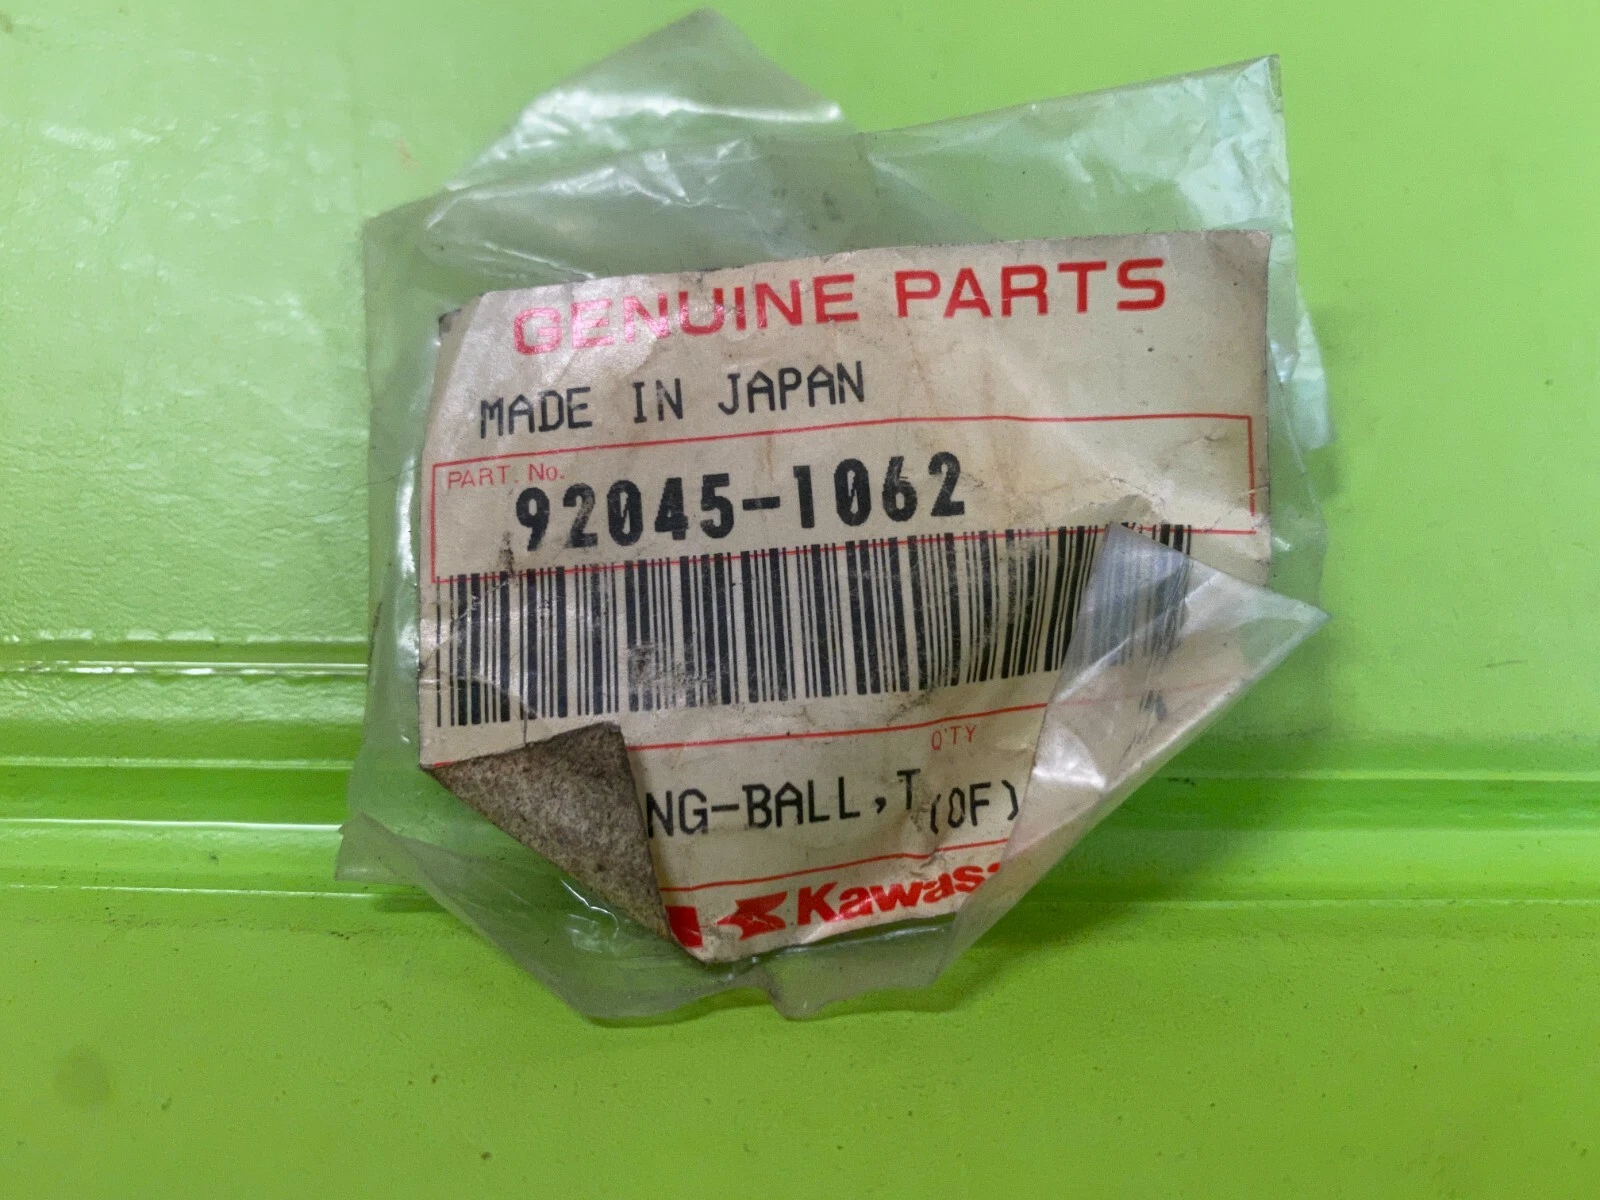 GENUINE PARTS
MADE IN JAPAN
PART. No.
92045-1062
Q'TY
NG-BALL,T (OF)
Kawas